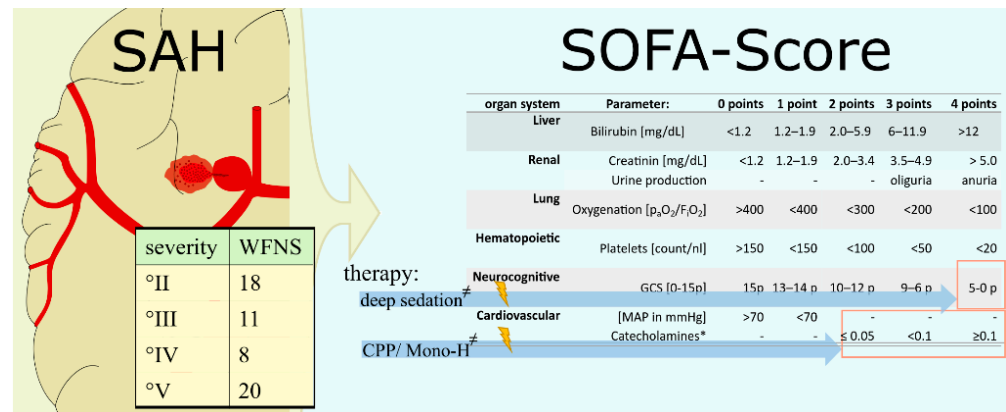 SAH
SOFA-Score
organ system Parameter: 0 points 1 point 2 points 3 points 4 points
Liver
Bilirubin [mg/dL] <1.2 1.2–1.9 2.0–5.9 6–11.9 >12
Renal Creatinin [mg/dL] <1.2 1.2–1.9 2.0–3.4 3.5–4.9 > 5.0
Urine production - - - oliguria anuria
Lung
Oxygenation [paO2/FiO2] >400 <400 <300 <200 <100
Hematopoietic
Platelets [count/nl] >150 <150 <100 <50 <20
Neurocognitive
GCS [0-15p] 15p 13–14 p 10–12 p 9–6 p 5-0 p
Cardiovascular [MAP in mmHg] >70 <70 - - -
Catecholamines* - - ≤ 0.05 <0.1 ≥0.1
therapy:
deep sedation ≠
CPP/ Mono-H ≠
severity WFNS
°II 18
°III 11
°IV 8
°V 20